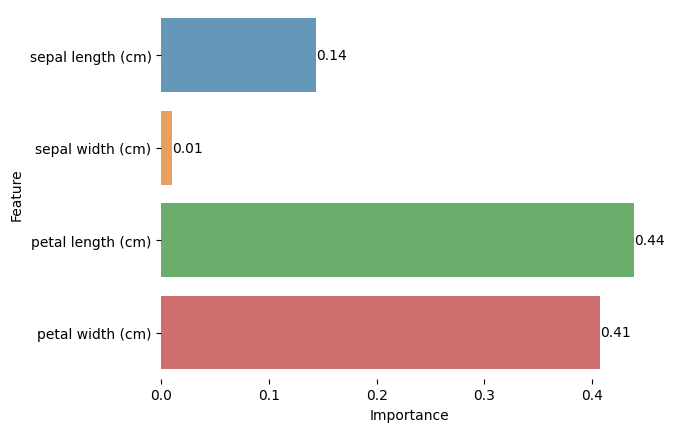 sepal length (cm)
0.14
sepal width (cm)
0.01
Feature
petal length (cm)
0.44
petal width (cm)
0.41
0.0 0.1 0.2 0.3 0.4
Importance